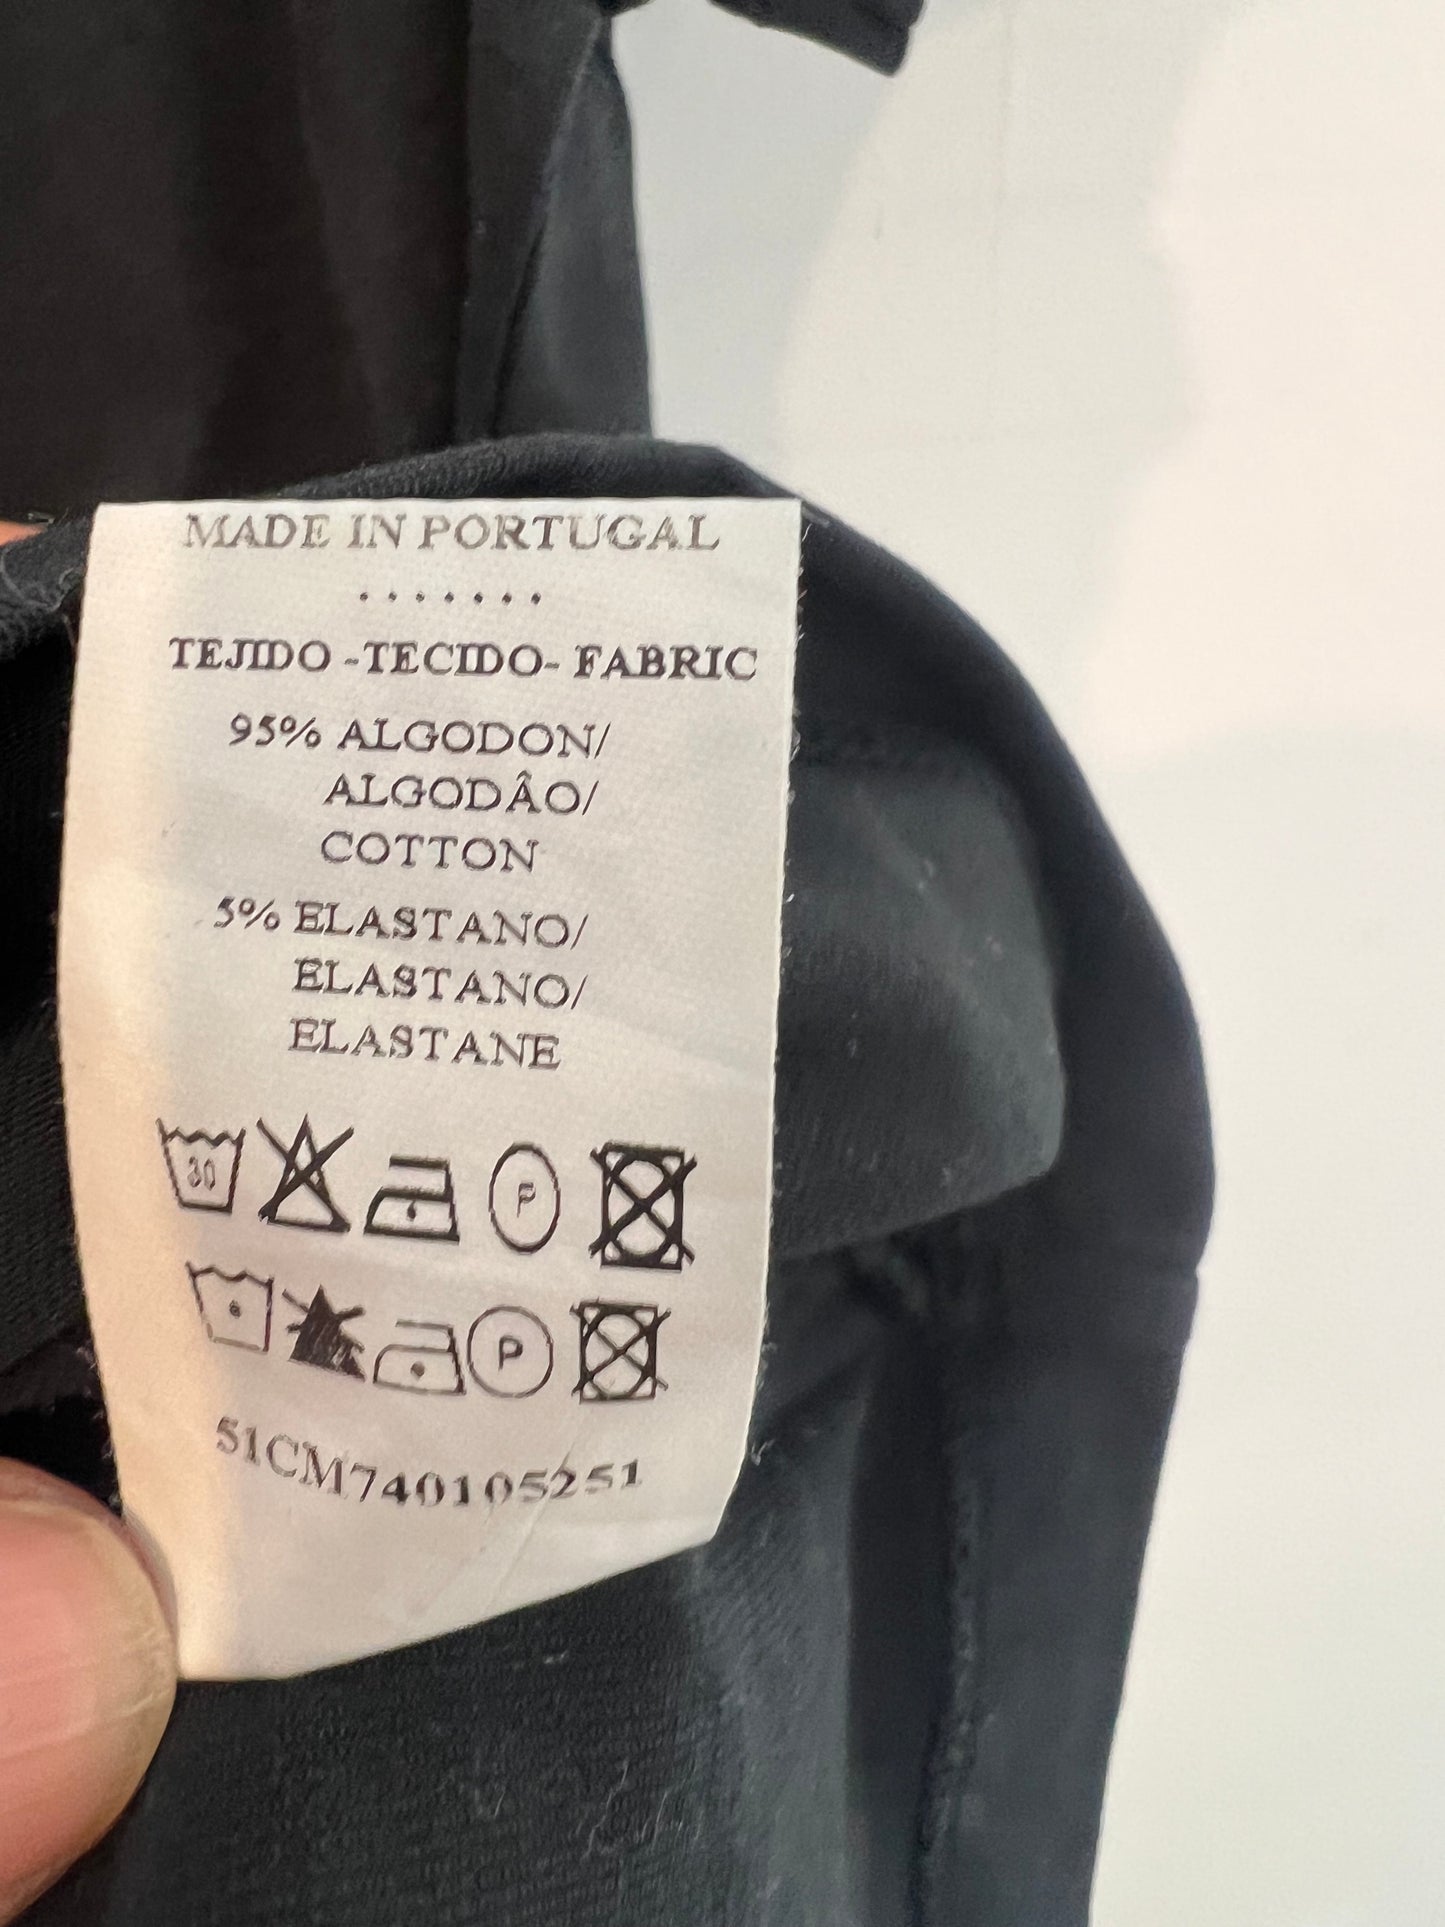 MADE IN PORTUGAL
.......
TEJIDO -TECIDO- FABRIC
95% ALGODON/
ALGODÂO/
COTTON
5% ELASTANO/
ELASTANO/
ELASTANE
30 P
P
51CM740105251